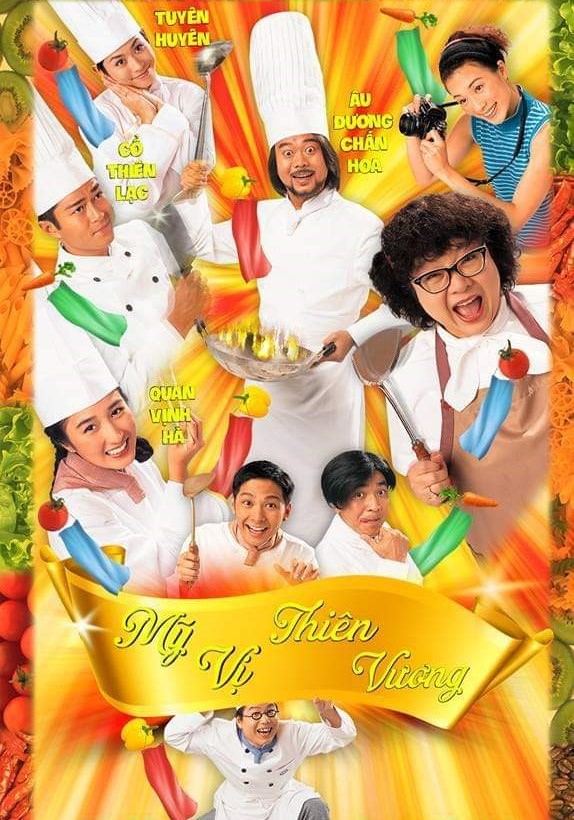 TUYÊN
HUYÊN
ÂU
DƯƠNG
CHẤN
HOA
CỔ
THIÊN
LẠC
QUAN
VỊNH
HÀ
Mỹ Vị Thiên Vương